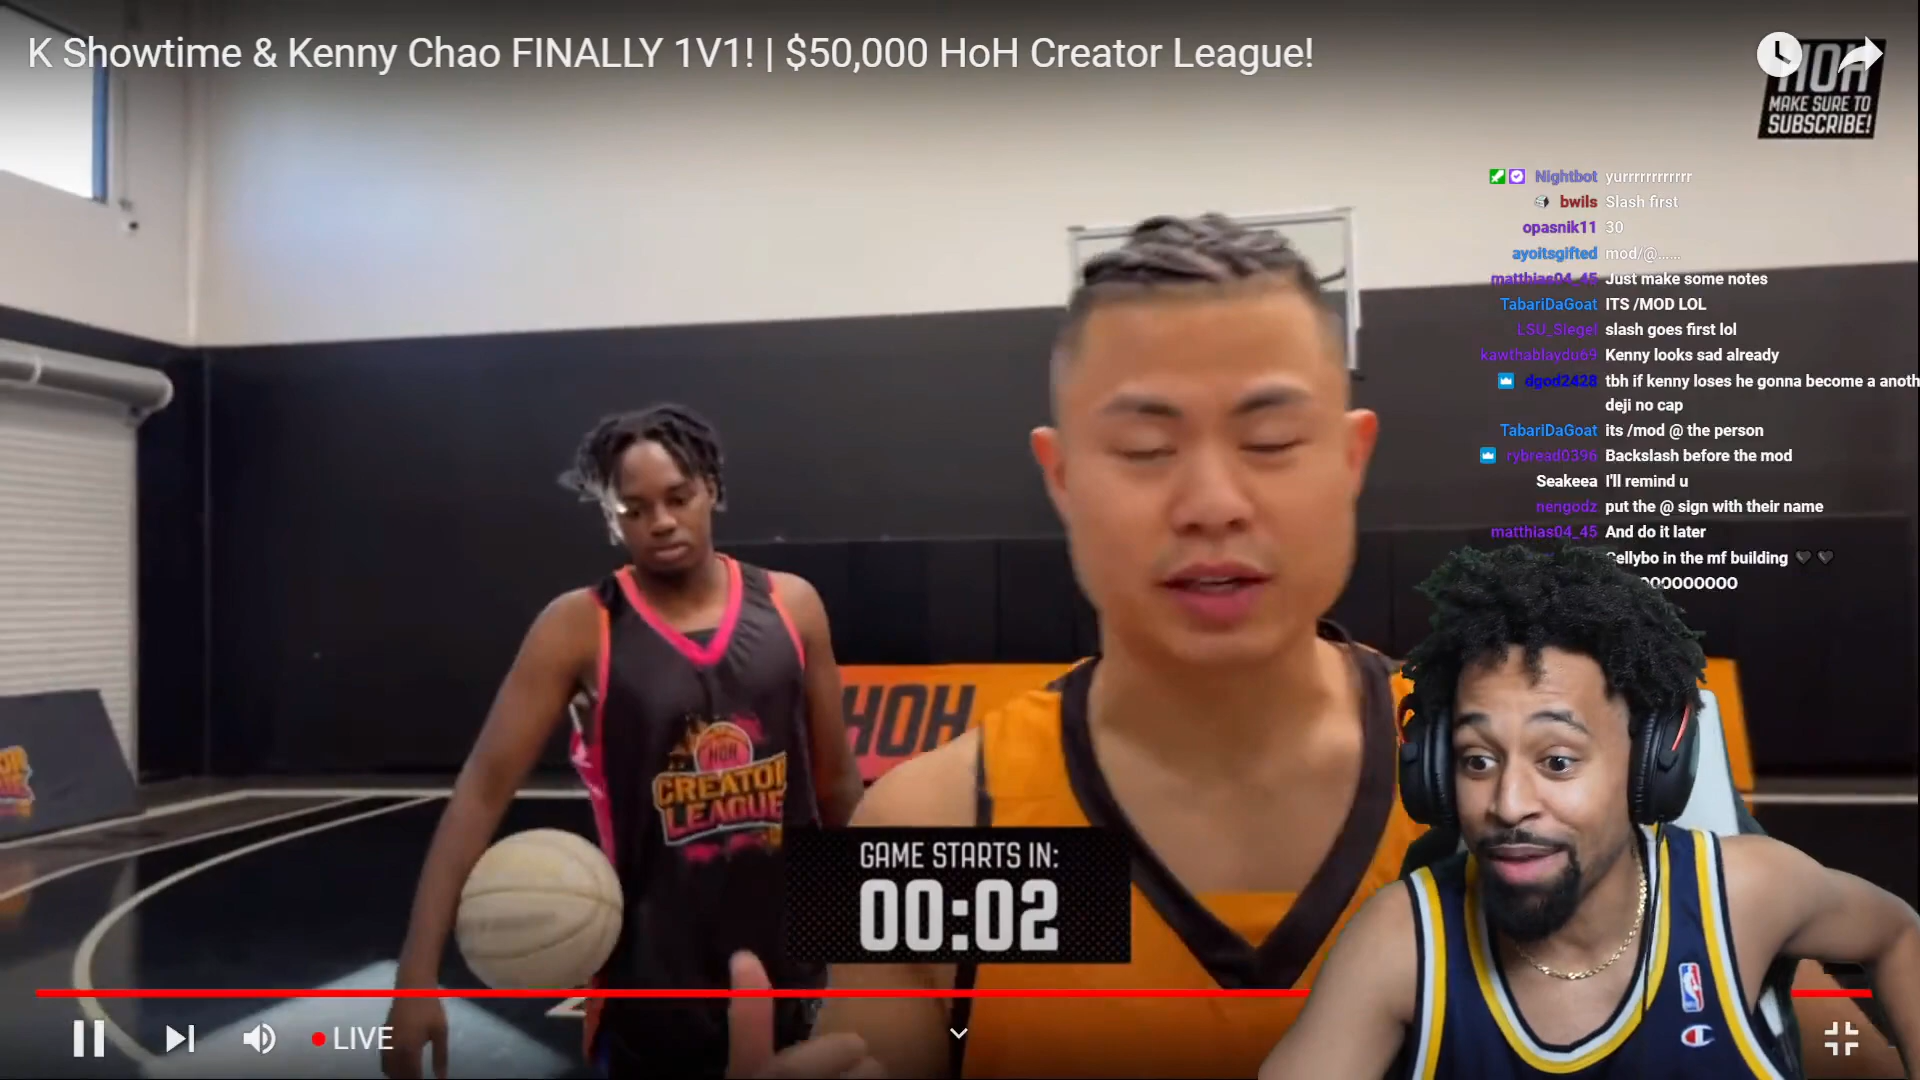 K Showtime & Kenny Chao FINALLY 1V1! | $50,000 HoH Creator League!
HOH
MAKE SURE TO
SUBSCRIBE!
Nightbot yurrrrrrrrrrrr
bwils Slash first
opasnik11 30
ayoitsgifted mod/@......
matthias04_45 Just make some notes
TabariDaGoat ITS /MOD LOL
LSU_Siegel slash goes first lol
kawthablaydu69 Kenny looks sad already
dgod2428 tbh if kenny loses he gonna become a anoth
deji no cap
TabariDaGoat its /mod @ the person
rybread0396 Backslash before the mod
Seakeea I'll remind u
nengodz put the @ sign with their name
matthias04_45 And do it later
Cellybo in the mf building
HOH
HOH
CREATOR
LEAGUE
GAME STARTS IN:
00:02
LIVE